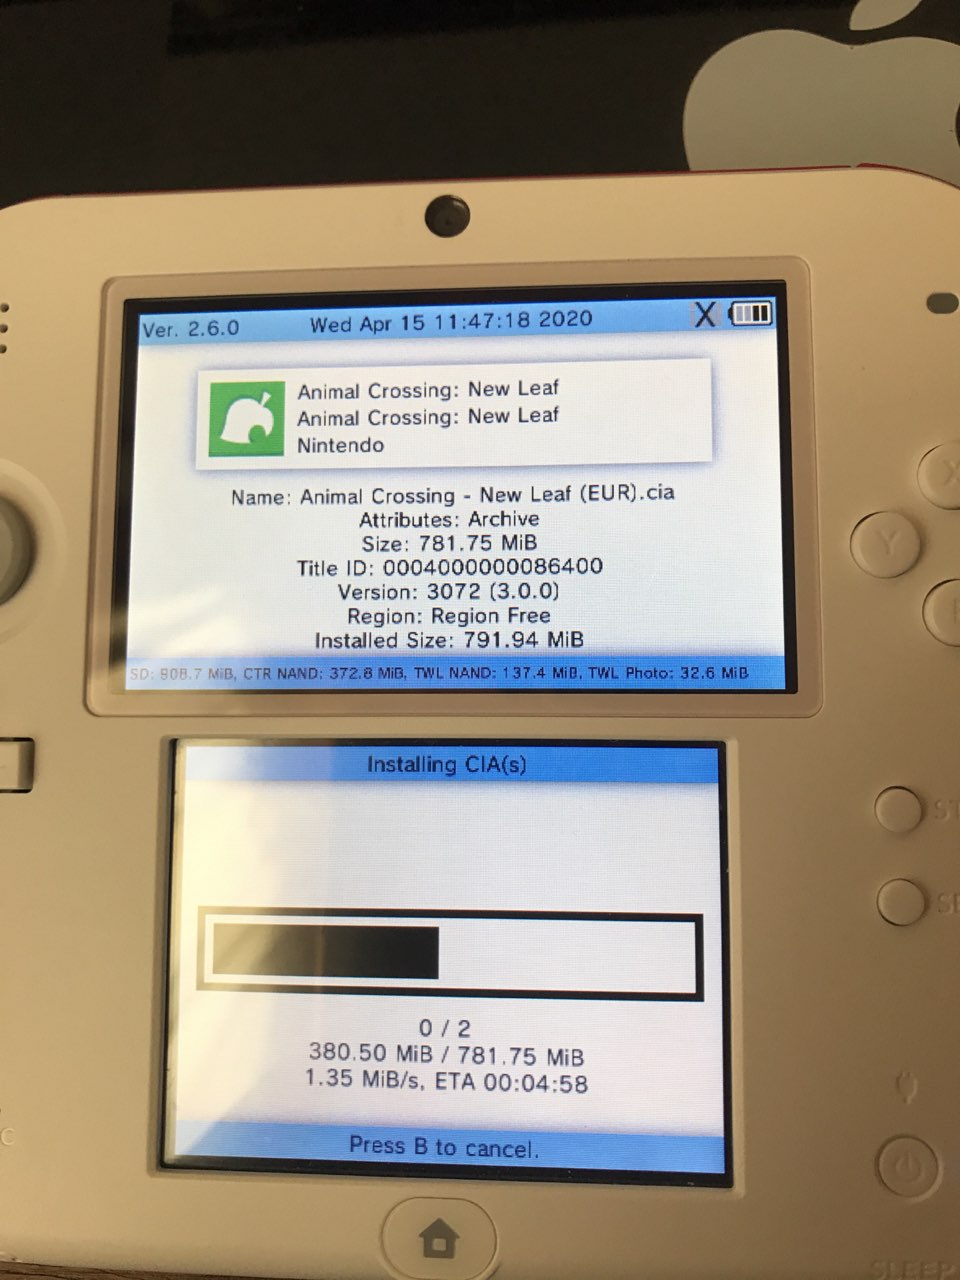 Ver. 2.6.0 Wed Apr 15 11:47:18 2020 X
Animal Crossing: New Leaf
Animal Crossing: New Leaf
Nintendo
Name: Animal Crossing - New Leaf (EUR).cia
Attributes: Archive
Size: 781.75 MiB
Title ID: 0004000000086400
Version: 3072 (3.0.0)
Region: Region Free
Installed Size: 791.94 MiB
SD: 908.7 MiB, CTR NAND: 372.8 MiB, TWL NAND: 137.4 MiB, TWL Photo: 32.6 MiB
X
Y
Installing CIA(s)
ST
SE
0 / 2
380.50 MiB / 781.75 MiB
1.35 MiB/s, ETA 00:04:58
C
Press B to cancel.
SLEEP